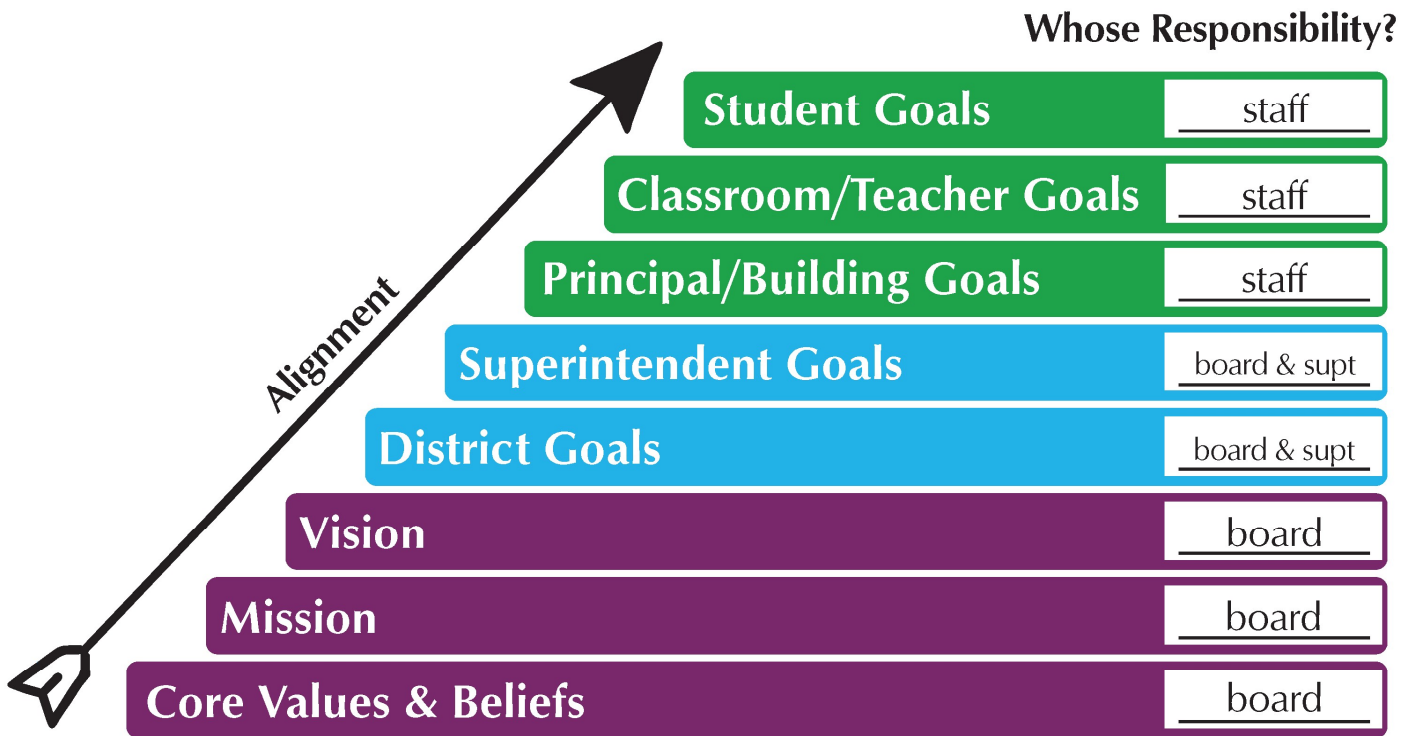 Whose Responsibility?
Student Goals staff
Classroom/Teacher Goals staff
Principal/Building Goals staff
Alignment
Superintendent Goals board & supt
District Goals board & supt
Vision board
Mission board
Core Values & Beliefs board